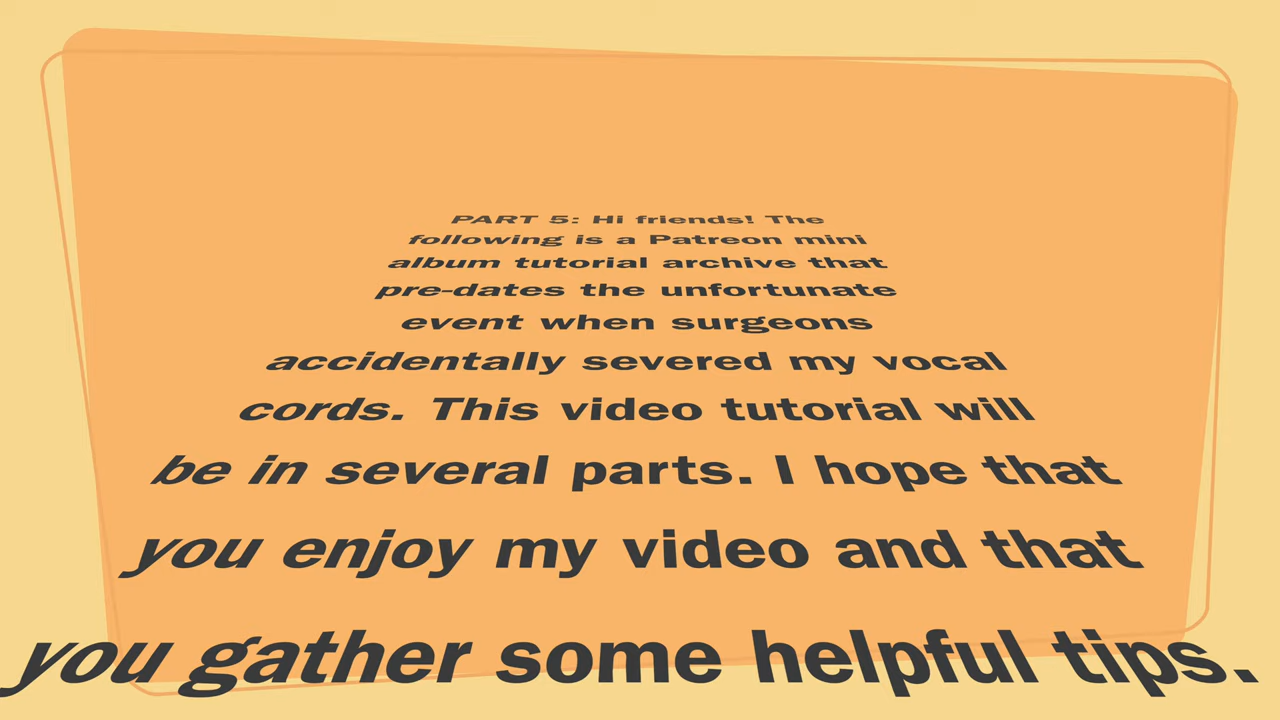 PART 5: Hi friends! The
following is a Patreon mini
album tutorial archive that
pre-dates the unfortunate
event when surgeons
accidentally severed my vocal
cords. This video tutorial will
be in several parts. I hope that
you enjoy my video and that
you gather some helpful tips.